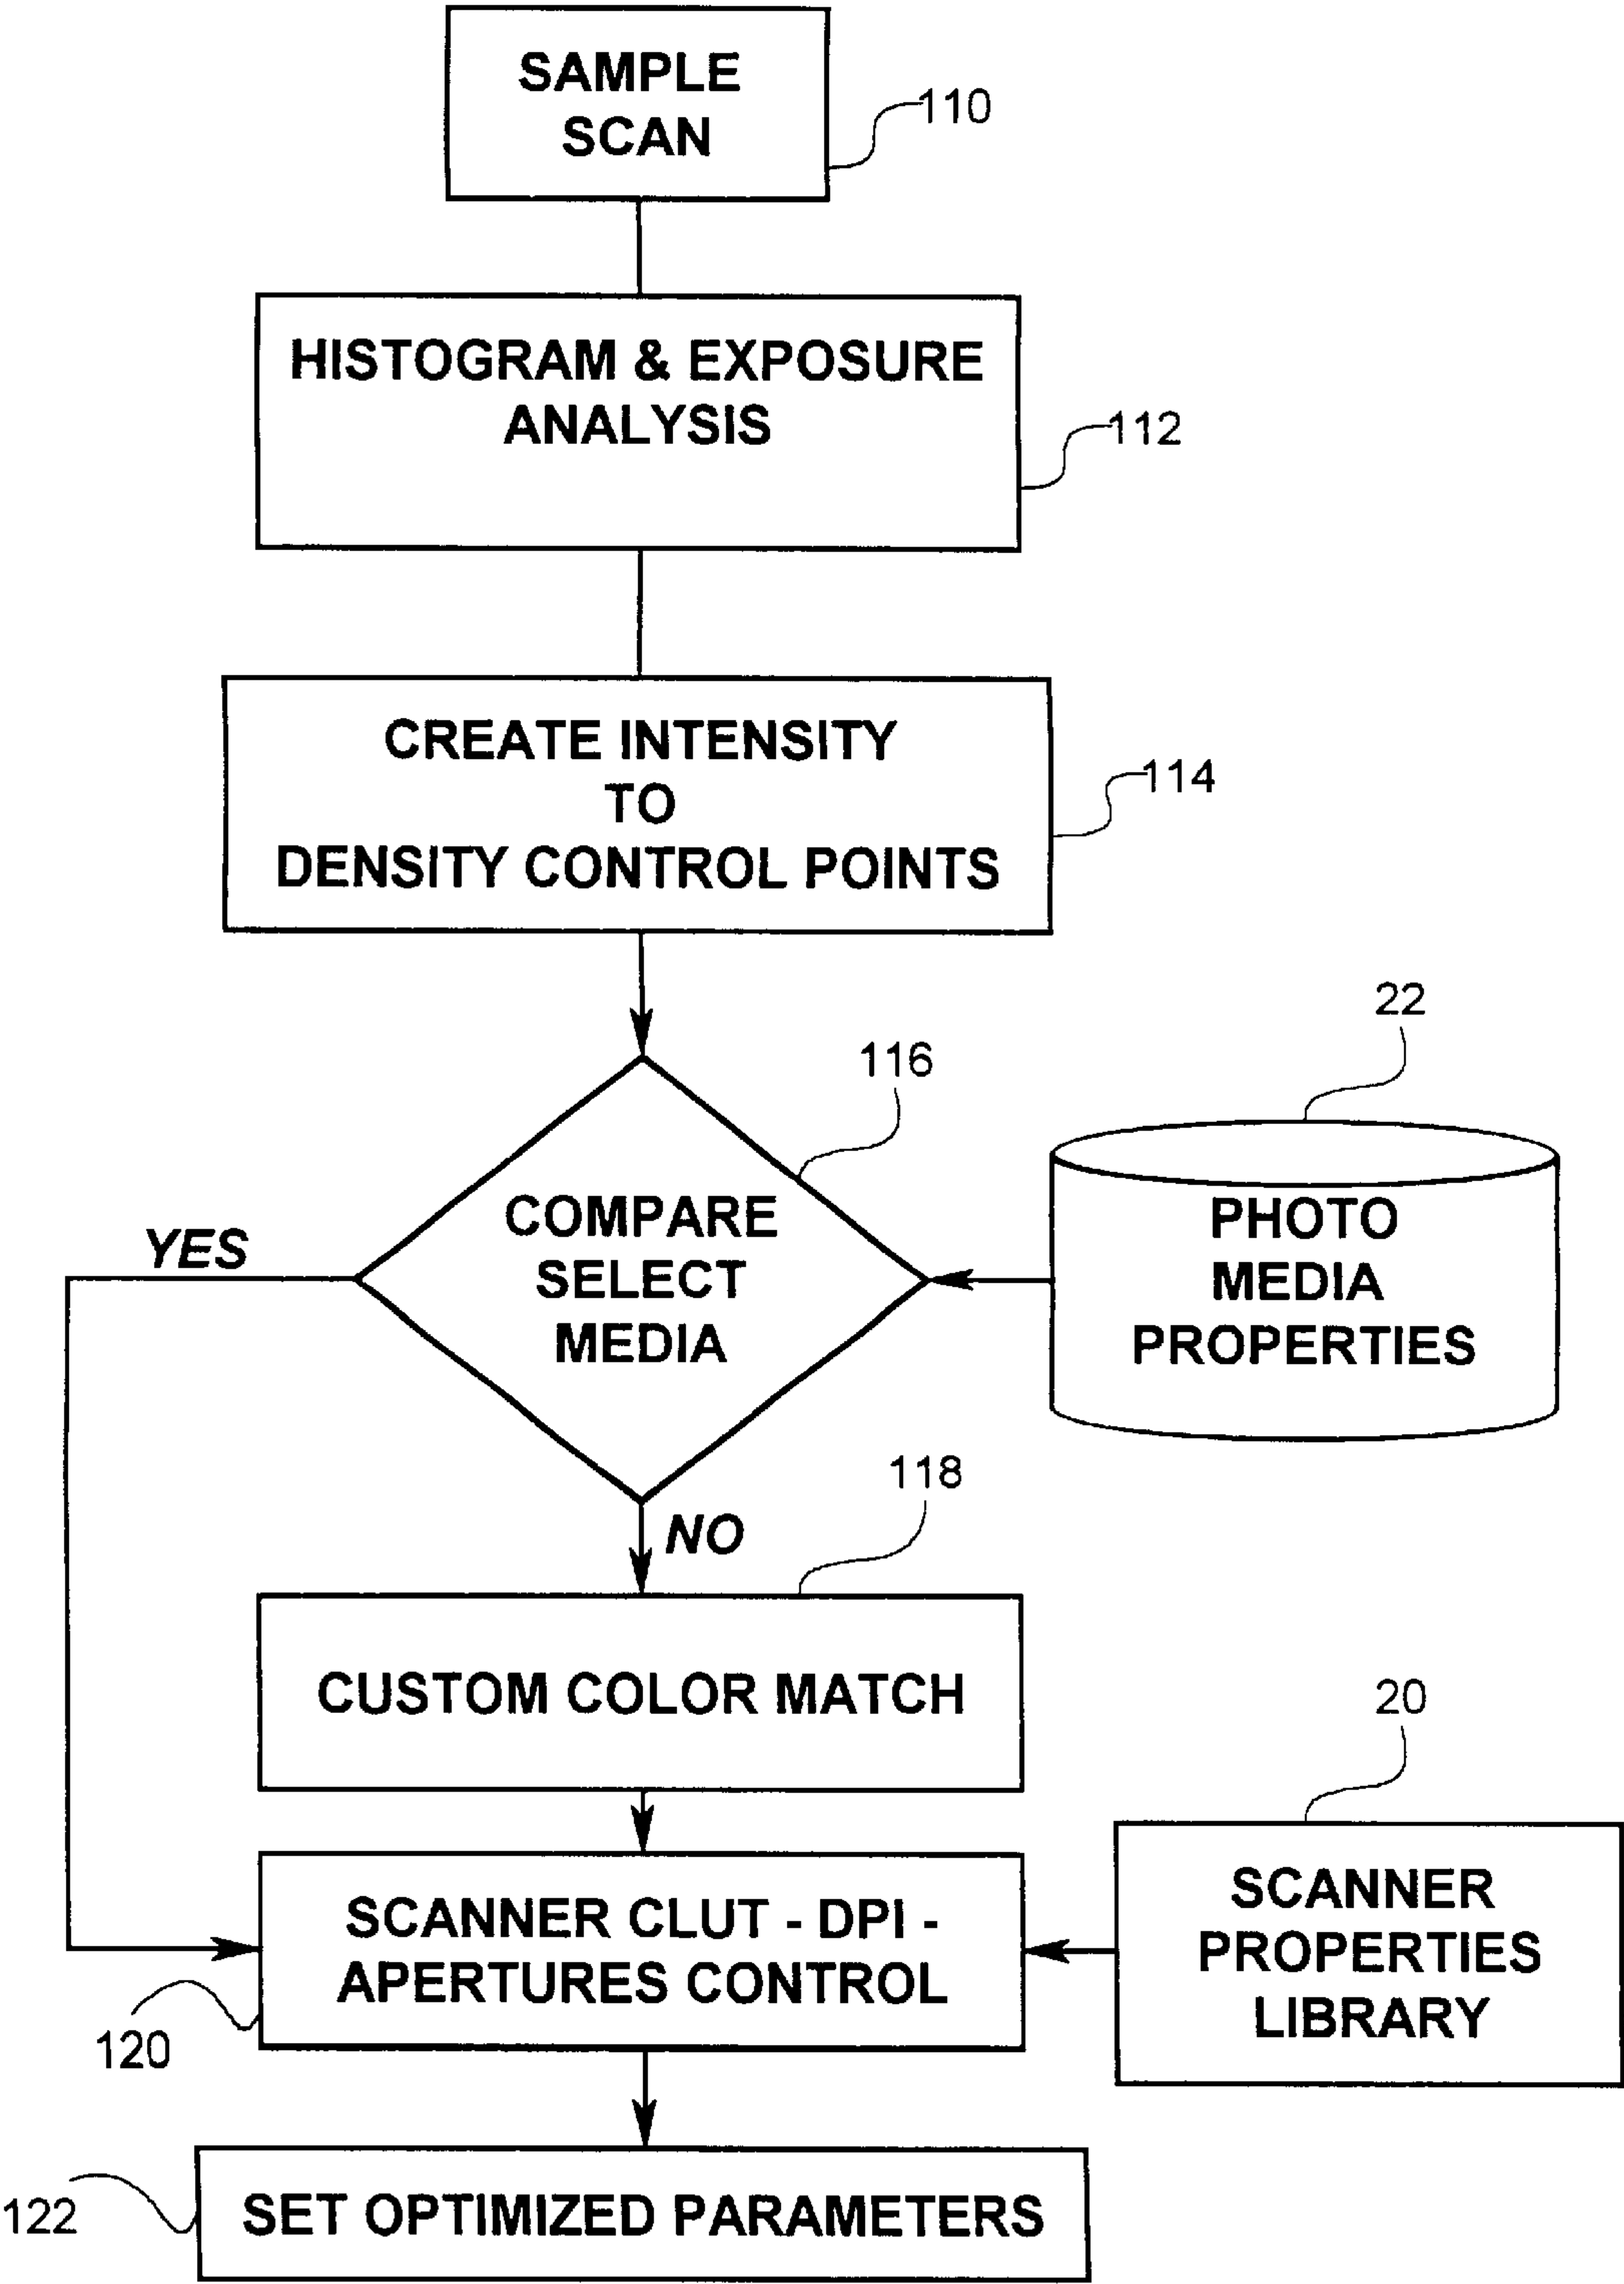 SAMPLE
SCAN
110
HISTOGRAM & EXPOSURE
ANALYSIS
112
CREATE INTENSITY
TO
DENSITY CONTROL POINTS
114
22
116
COMPARE
SELECT
MEDIA
PHOTO
MEDIA
PROPERTIES
YES
NO
118
CUSTOM COLOR MATCH
20
SCANNER CLUT - DPI -
APERTURES CONTROL
SCANNER
PROPERTIES
LIBRARY
120
SET OPTIMIZED PARAMETERS
122